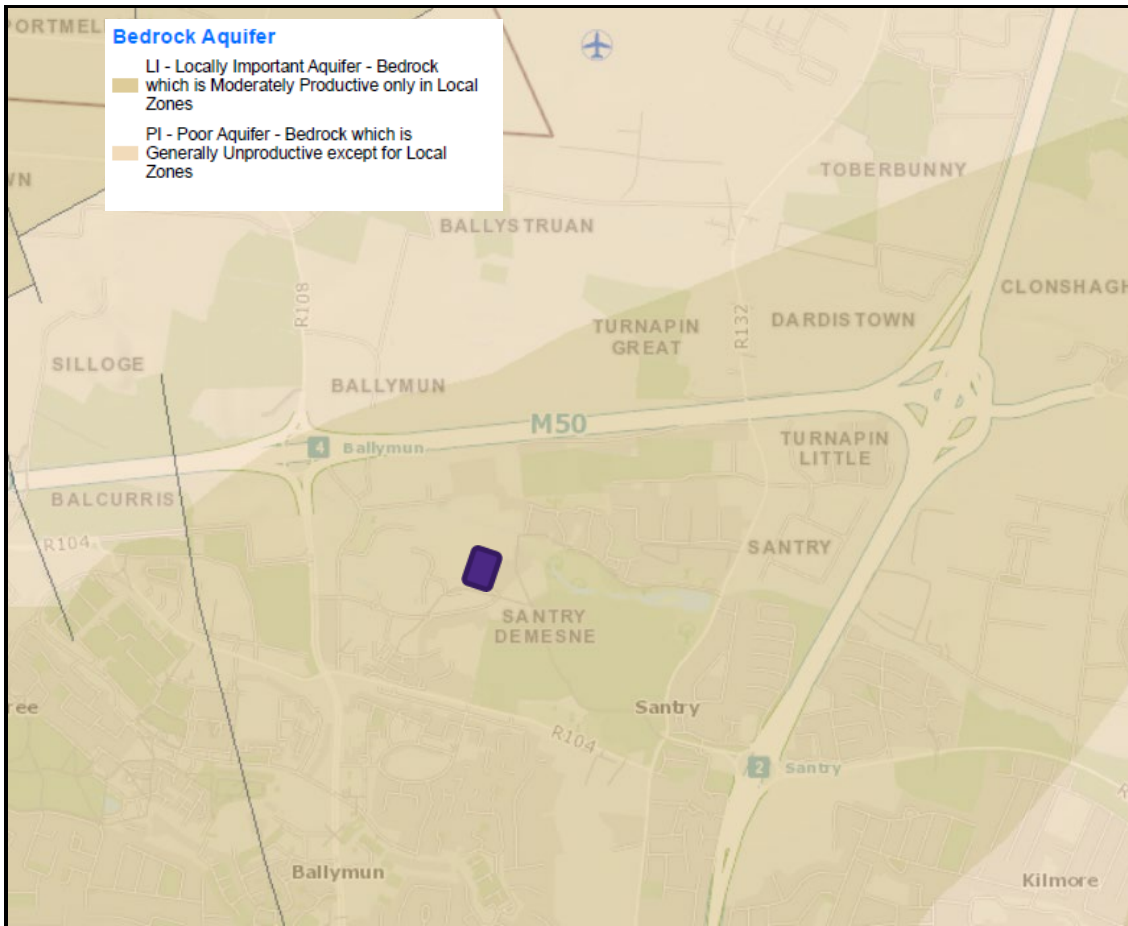 PORTMEL
Bedrock Aquifer
LI - Locally Important Aquifer - Bedrock
which is Moderately Productive only in Local
Zones
PI - Poor Aquifer - Bedrock which is
Generally Unproductive except for Local
Zones
WN
TOBERBUNNY
BALLYSTRUAN
CLONSHAGH
R108
R132
DARDISTOWN
TURNAPIN
GREAT
SILLOGE
BALLYMUN
M50
4 Ballymun
TURNAPIN
LITTLE
BALCURRIS
R104
SANTRY
SANTRY
DEMESNE
ree
Santry
R104
2 Santry
R
Ballymun
Kilmore